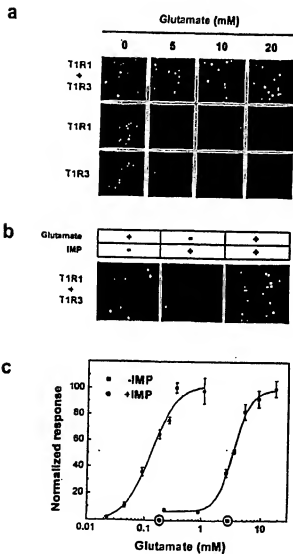 a
Glutamate (mM)
0 5 10 20
T1R1
+
T1R3
T1R1
T1R3
b
Glutamate + - +
IMP - + +
T1R1
+
T1R3
c
Normalized response
100
80
60
40
20
-IMP
+IMP
0.01 0.1 1 10
Glutamate (mM)